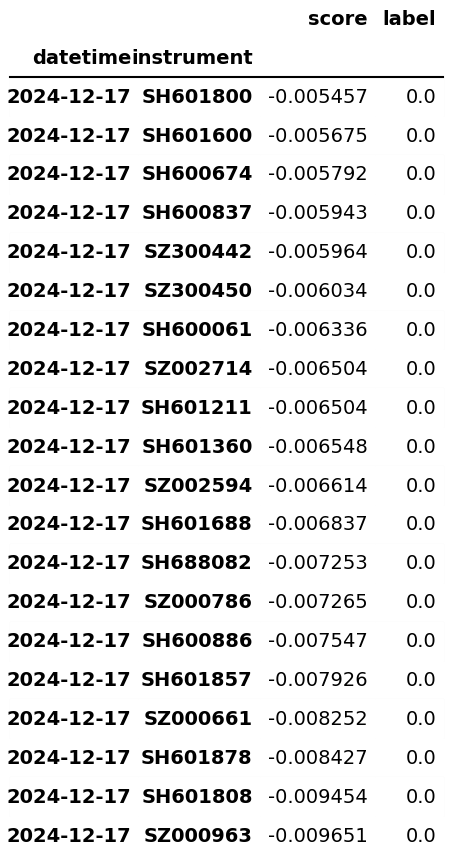 score label
datetime instrument
2024-12-17 SH601800 -0.005457 0.0
2024-12-17 SH601600 -0.005675 0.0
2024-12-17 SH600674 -0.005792 0.0
2024-12-17 SH600837 -0.005943 0.0
2024-12-17 SZ300442 -0.005964 0.0
2024-12-17 SZ300450 -0.006034 0.0
2024-12-17 SH600061 -0.006336 0.0
2024-12-17 SZ002714 -0.006504 0.0
2024-12-17 SH601211 -0.006504 0.0
2024-12-17 SH601360 -0.006548 0.0
2024-12-17 SZ002594 -0.006614 0.0
2024-12-17 SH601688 -0.006837 0.0
2024-12-17 SH688082 -0.007253 0.0
2024-12-17 SZ000786 -0.007265 0.0
2024-12-17 SH600886 -0.007547 0.0
2024-12-17 SH601857 -0.007926 0.0
2024-12-17 SZ000661 -0.008252 0.0
2024-12-17 SH601878 -0.008427 0.0
2024-12-17 SH601808 -0.009454 0.0
2024-12-17 SZ000963 -0.009651 0.0